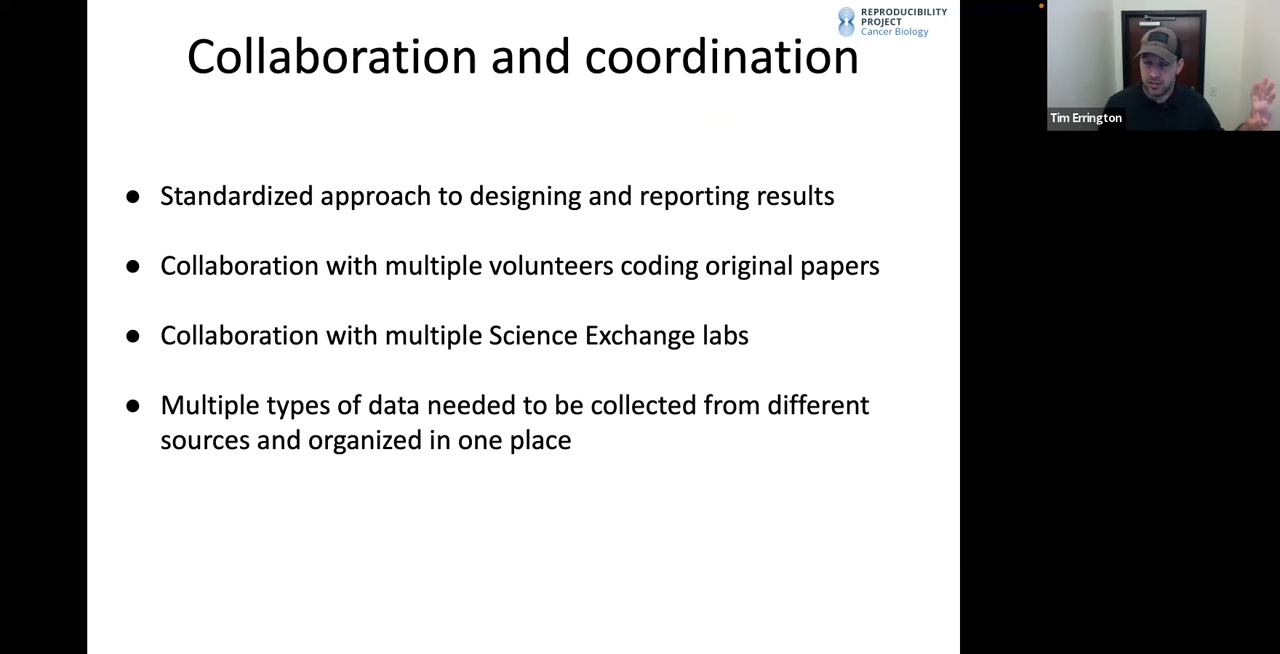 REPRODUCIBILITY
PROJECT
Cancer Biology
Collaboration and coordination
● Standardized approach to designing and reporting results
● Collaboration with multiple volunteers coding original papers
● Collaboration with multiple Science Exchange labs
● Multiple types of data needed to be collected from different
sources and organized in one place
Tim Errington